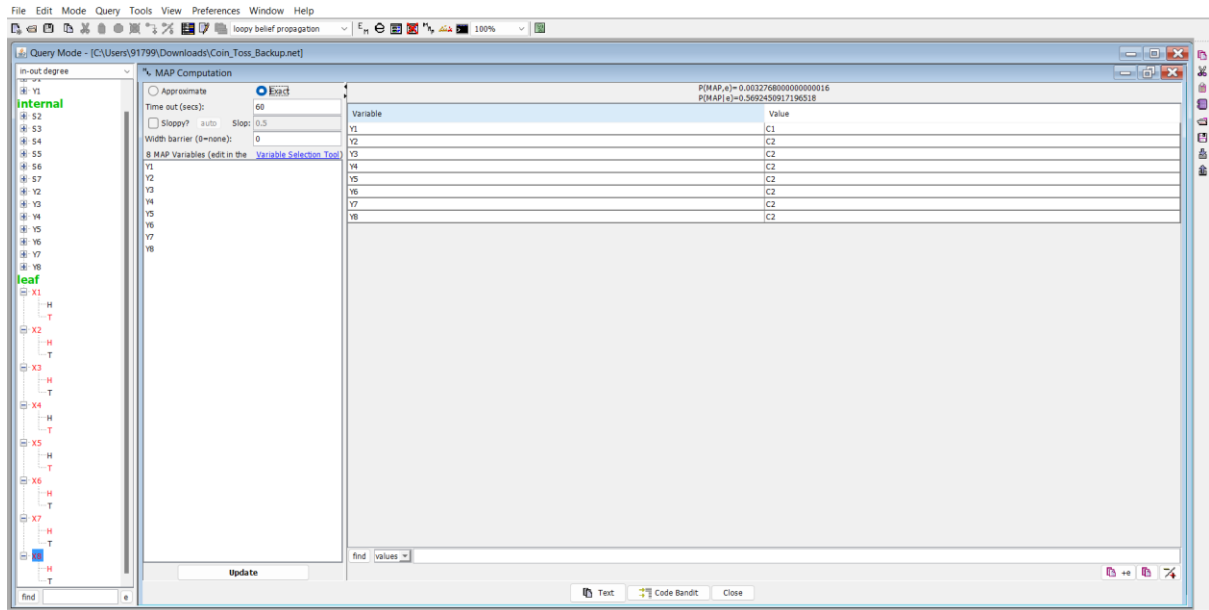 File Edit Mode Query Tools View Preferences Window Help
loopy belief propagation 100%
Query Mode - [C:\Users\91799\Downloads\Coin_Toss_Backup.net]
in-out degree
Y1
internal
S2
S3
S4
S5
S6
S7
Y2
Y3
Y4
Y5
Y6
Y7
Y8
leaf
X1
H
T
X2
H
T
X3
H
T
X4
H
T
X5
H
T
X6
H
T
X7
H
T
X8
H
T
find e
MAP Computation
Approximate Exact
Time out (secs): 60
Sloppy? auto Slop: 0.5
Width barrier (0=none): 0
8 MAP Variables (edit in the Variable Selection Tool)
Y1
Y2
Y3
Y4
Y5
Y6
Y7
Y8
Update
P(MAP,e)= 0.0032768000000000016
P(MAP|e)=0.5692450917196518
Variable Value
Y1 C1
Y2 C2
Y3 C2
Y4 C2
Y5 C2
Y6 C2
Y7 C2
Y8 C2
find values
+e
Text Code Bandit Close